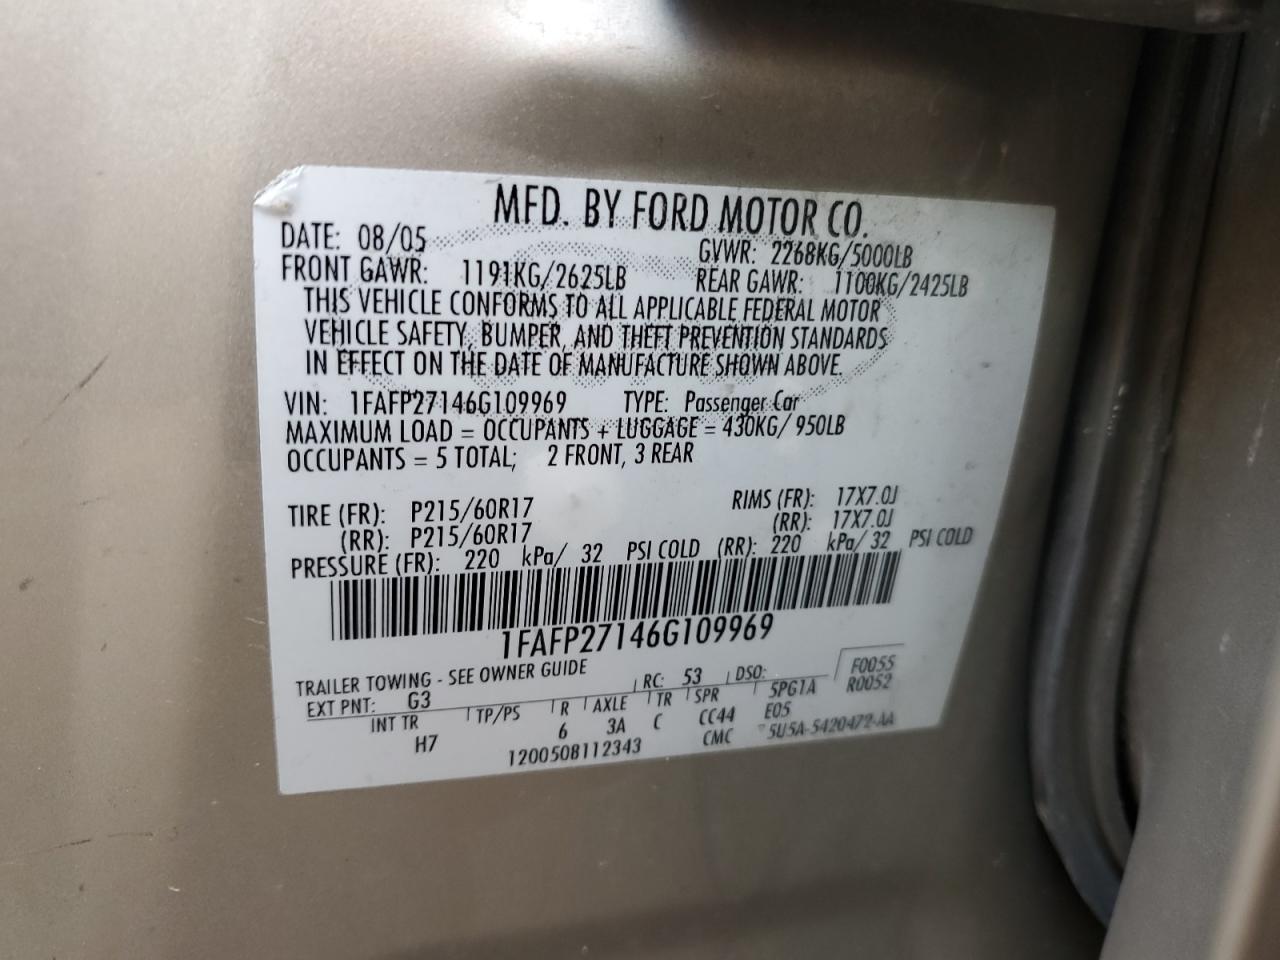 MFD. BY FORD MOTOR CO.
DATE: 08/05 GVWR: 2268KG/5000LB
FRONT GAWR: 1191KG/2625LB REAR GAWR: 1100KG/2425LB
THIS VEHICLE CONFORMS TO ALL APPLICABLE FEDERAL MOTOR
VEHICLE SAFETY, BUMPER, AND THEFT PREVENTION STANDARDS
IN EFFECT ON THE DATE OF MANUFACTURE SHOWN ABOVE.
VIN: 1FAFP27146G109969 TYPE: Passenger Car
MAXIMUM LOAD = OCCUPANTS + LUGGAGE = 430KG/ 950LB
OCCUPANTS = 5 TOTAL; 2 FRONT, 3 REAR
TIRE (FR): P215/60R17 RIMS (FR): 17X7.0J
(RR): P215/60R17 (RR): 17X7.0J
PRESSURE (FR): 220 kPa/ 32 PSI COLD (RR): 220 kPa/ 32 PSI COLD
1FAFP27146G109969
TRAILER TOWING - SEE OWNER GUIDE F0055
EXT PNT: G3 RC: 53 DSO: R0052
INT TR TP/PS R AXLE TR SPR 5PG1A
H7 6 3A C CC44 E05
1200508112343 CMC 5U5A-5420472-AA